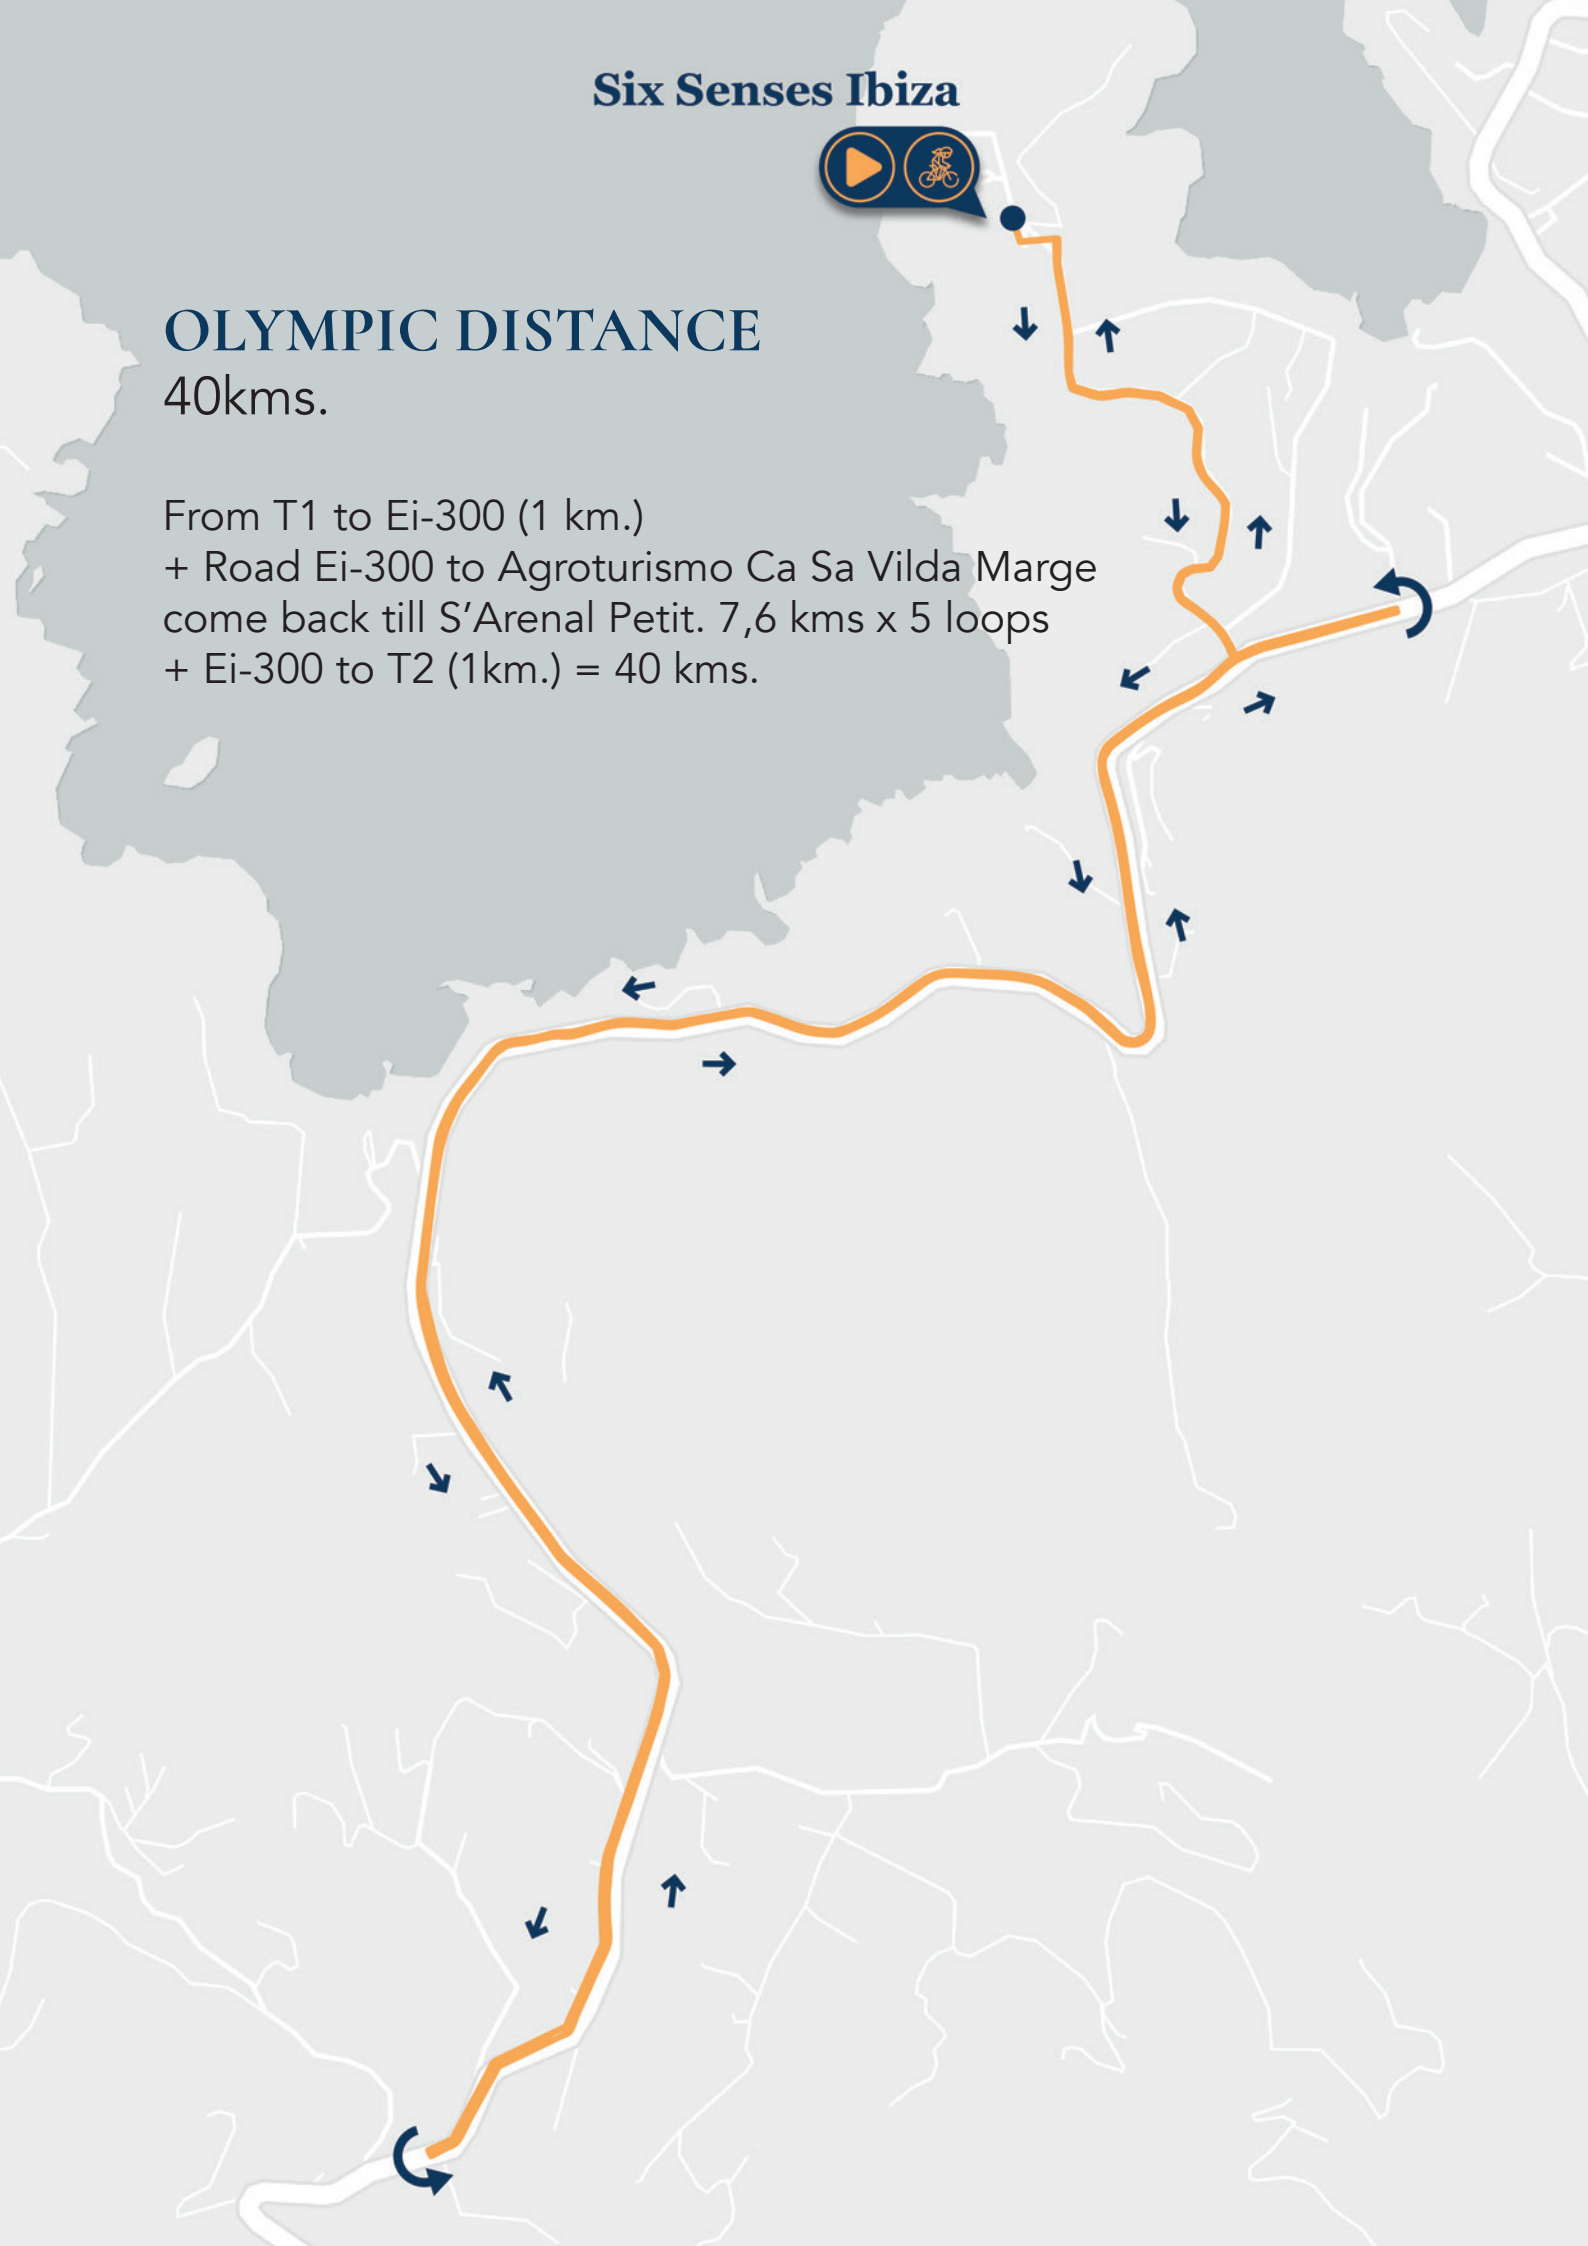 Six Senses Ibiza
OLYMPIC DISTANCE
40kms.
From T1 to Ei-300 (1 km.)
+ Road Ei-300 to Agroturismo Ca Sa Vilda Marge
come back till S’Arenal Petit. 7,6 kms x 5 loops
+ Ei-300 to T2 (1km.) = 40 kms.